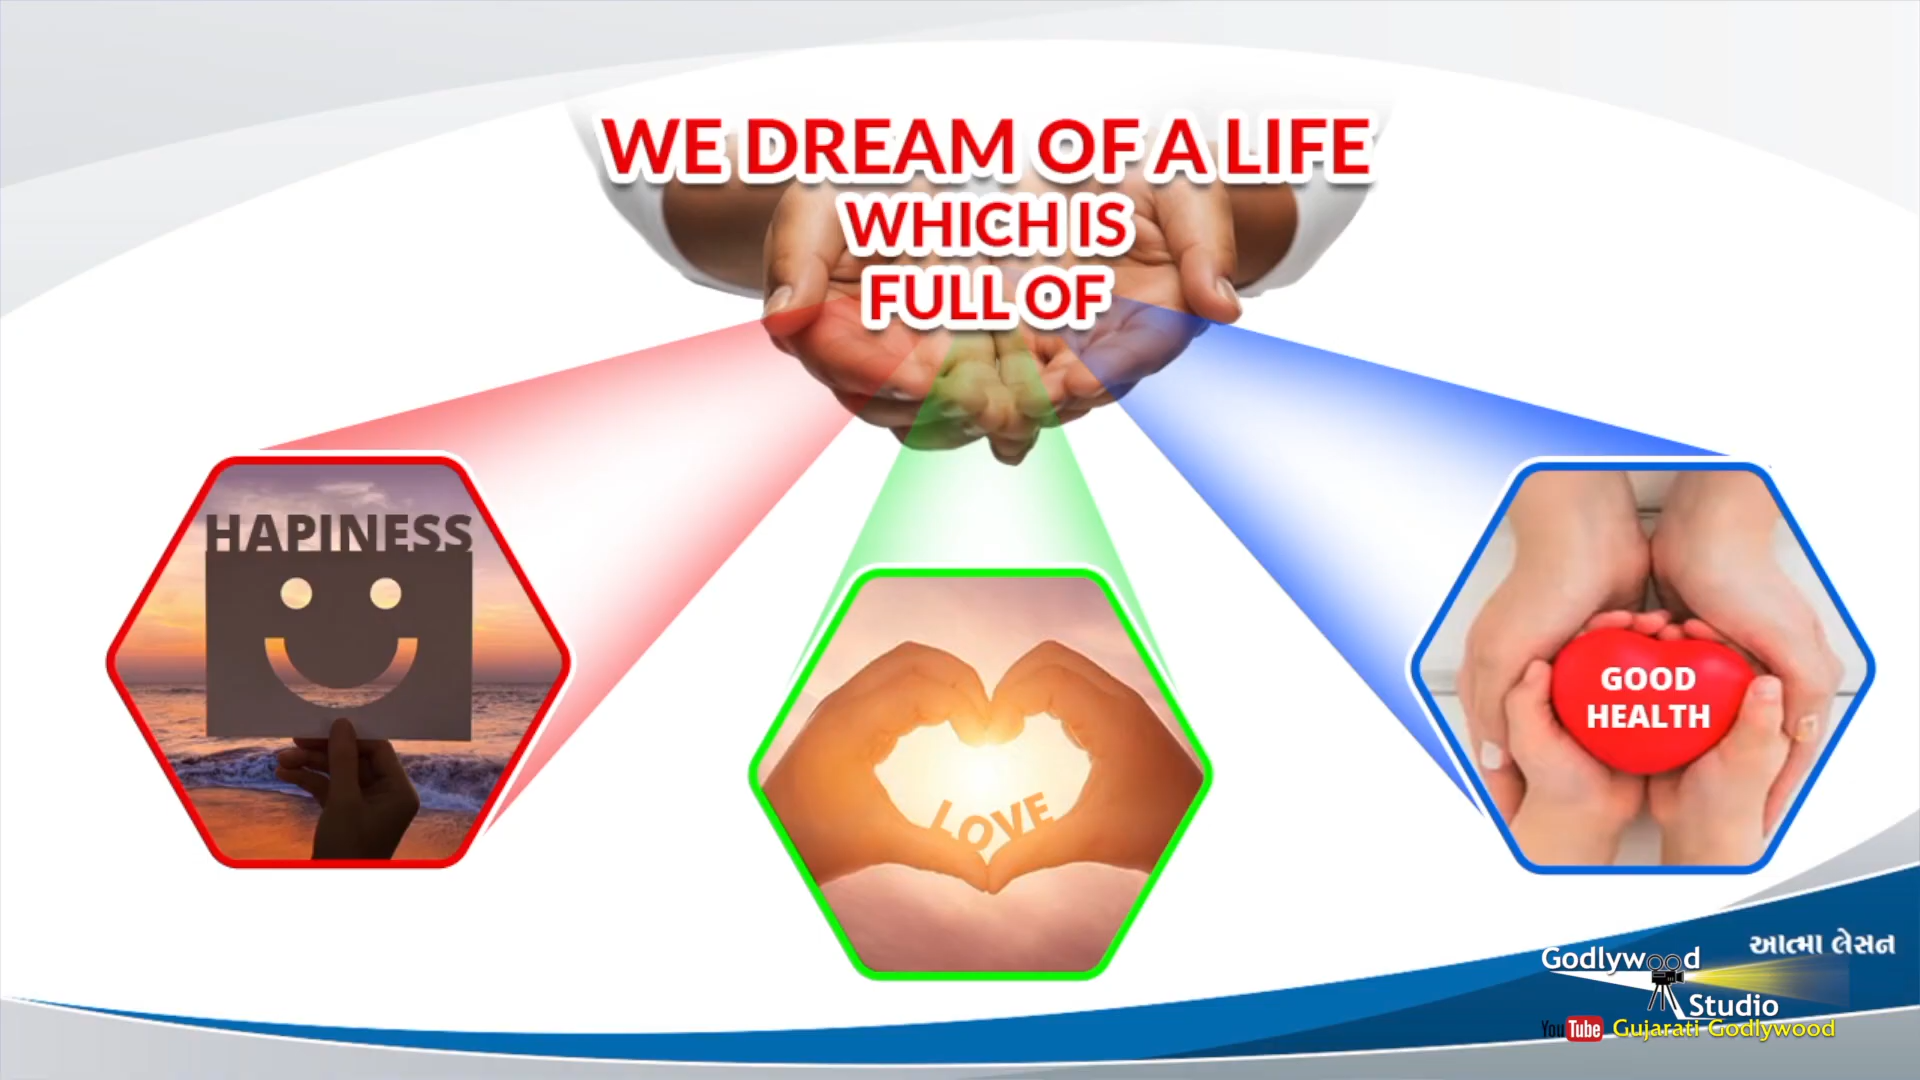 WE DREAM OF A LIFE
WHICH IS
FULL OF
HAPINESS
LOVE
GOOD
HEALTH
આત્મા લેસન
Godlywood
Studio
YouTube Gujarati Godlywood